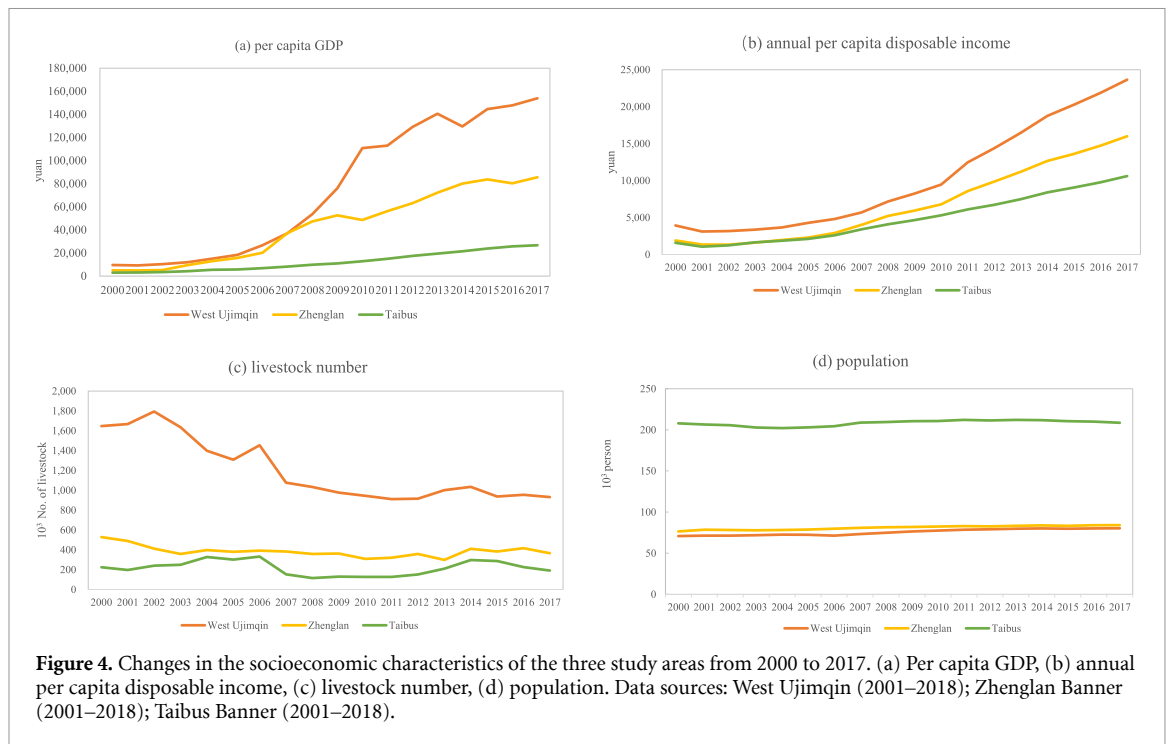 (a) per capita GDP
180,000
160,000
140,000
120,000
100,000
80,000
60,000
40,000
20,000
0
yuan
2000 2001 2002 2003 2004 2005 2006 2007 2008 2009 2010 2011 2012 2013 2014 2015 2016 2017
West Ujimqin Zhenglan Taibus
(b) annual per capita disposable income
25,000
20,000
15,000
10,000
5,000
0
yuan
2000 2001 2002 2003 2004 2005 2006 2007 2008 2009 2010 2011 2012 2013 2014 2015 2016 2017
West Ujimqin Zhenglan Taibus
(c) livestock number
2,000
1,800
1,600
1,400
1,200
1,000
800
600
400
200
0
10³ No. of livestock
2000 2001 2002 2003 2004 2005 2006 2007 2008 2009 2010 2011 2012 2013 2014 2015 2016 2017
West Ujimqin Zhenglan Taibus
(d) population
250
200
150
100
50
0
10³ person
2000 2001 2002 2003 2004 2005 2006 2007 2008 2009 2010 2011 2012 2013 2014 2015 2016 2017
West Ujimqin Zhenglan Taibus
Figure 4. Changes in the socioeconomic characteristics of the three study areas from 2000 to 2017. (a) Per capita GDP, (b) annual
per capita disposable income, (c) livestock number, (d) population. Data sources: West Ujimqin (2001–2018); Zhenglan Banner
(2001–2018); Taibus Banner (2001–2018).